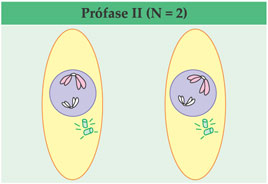 Prófase II (N = 2)